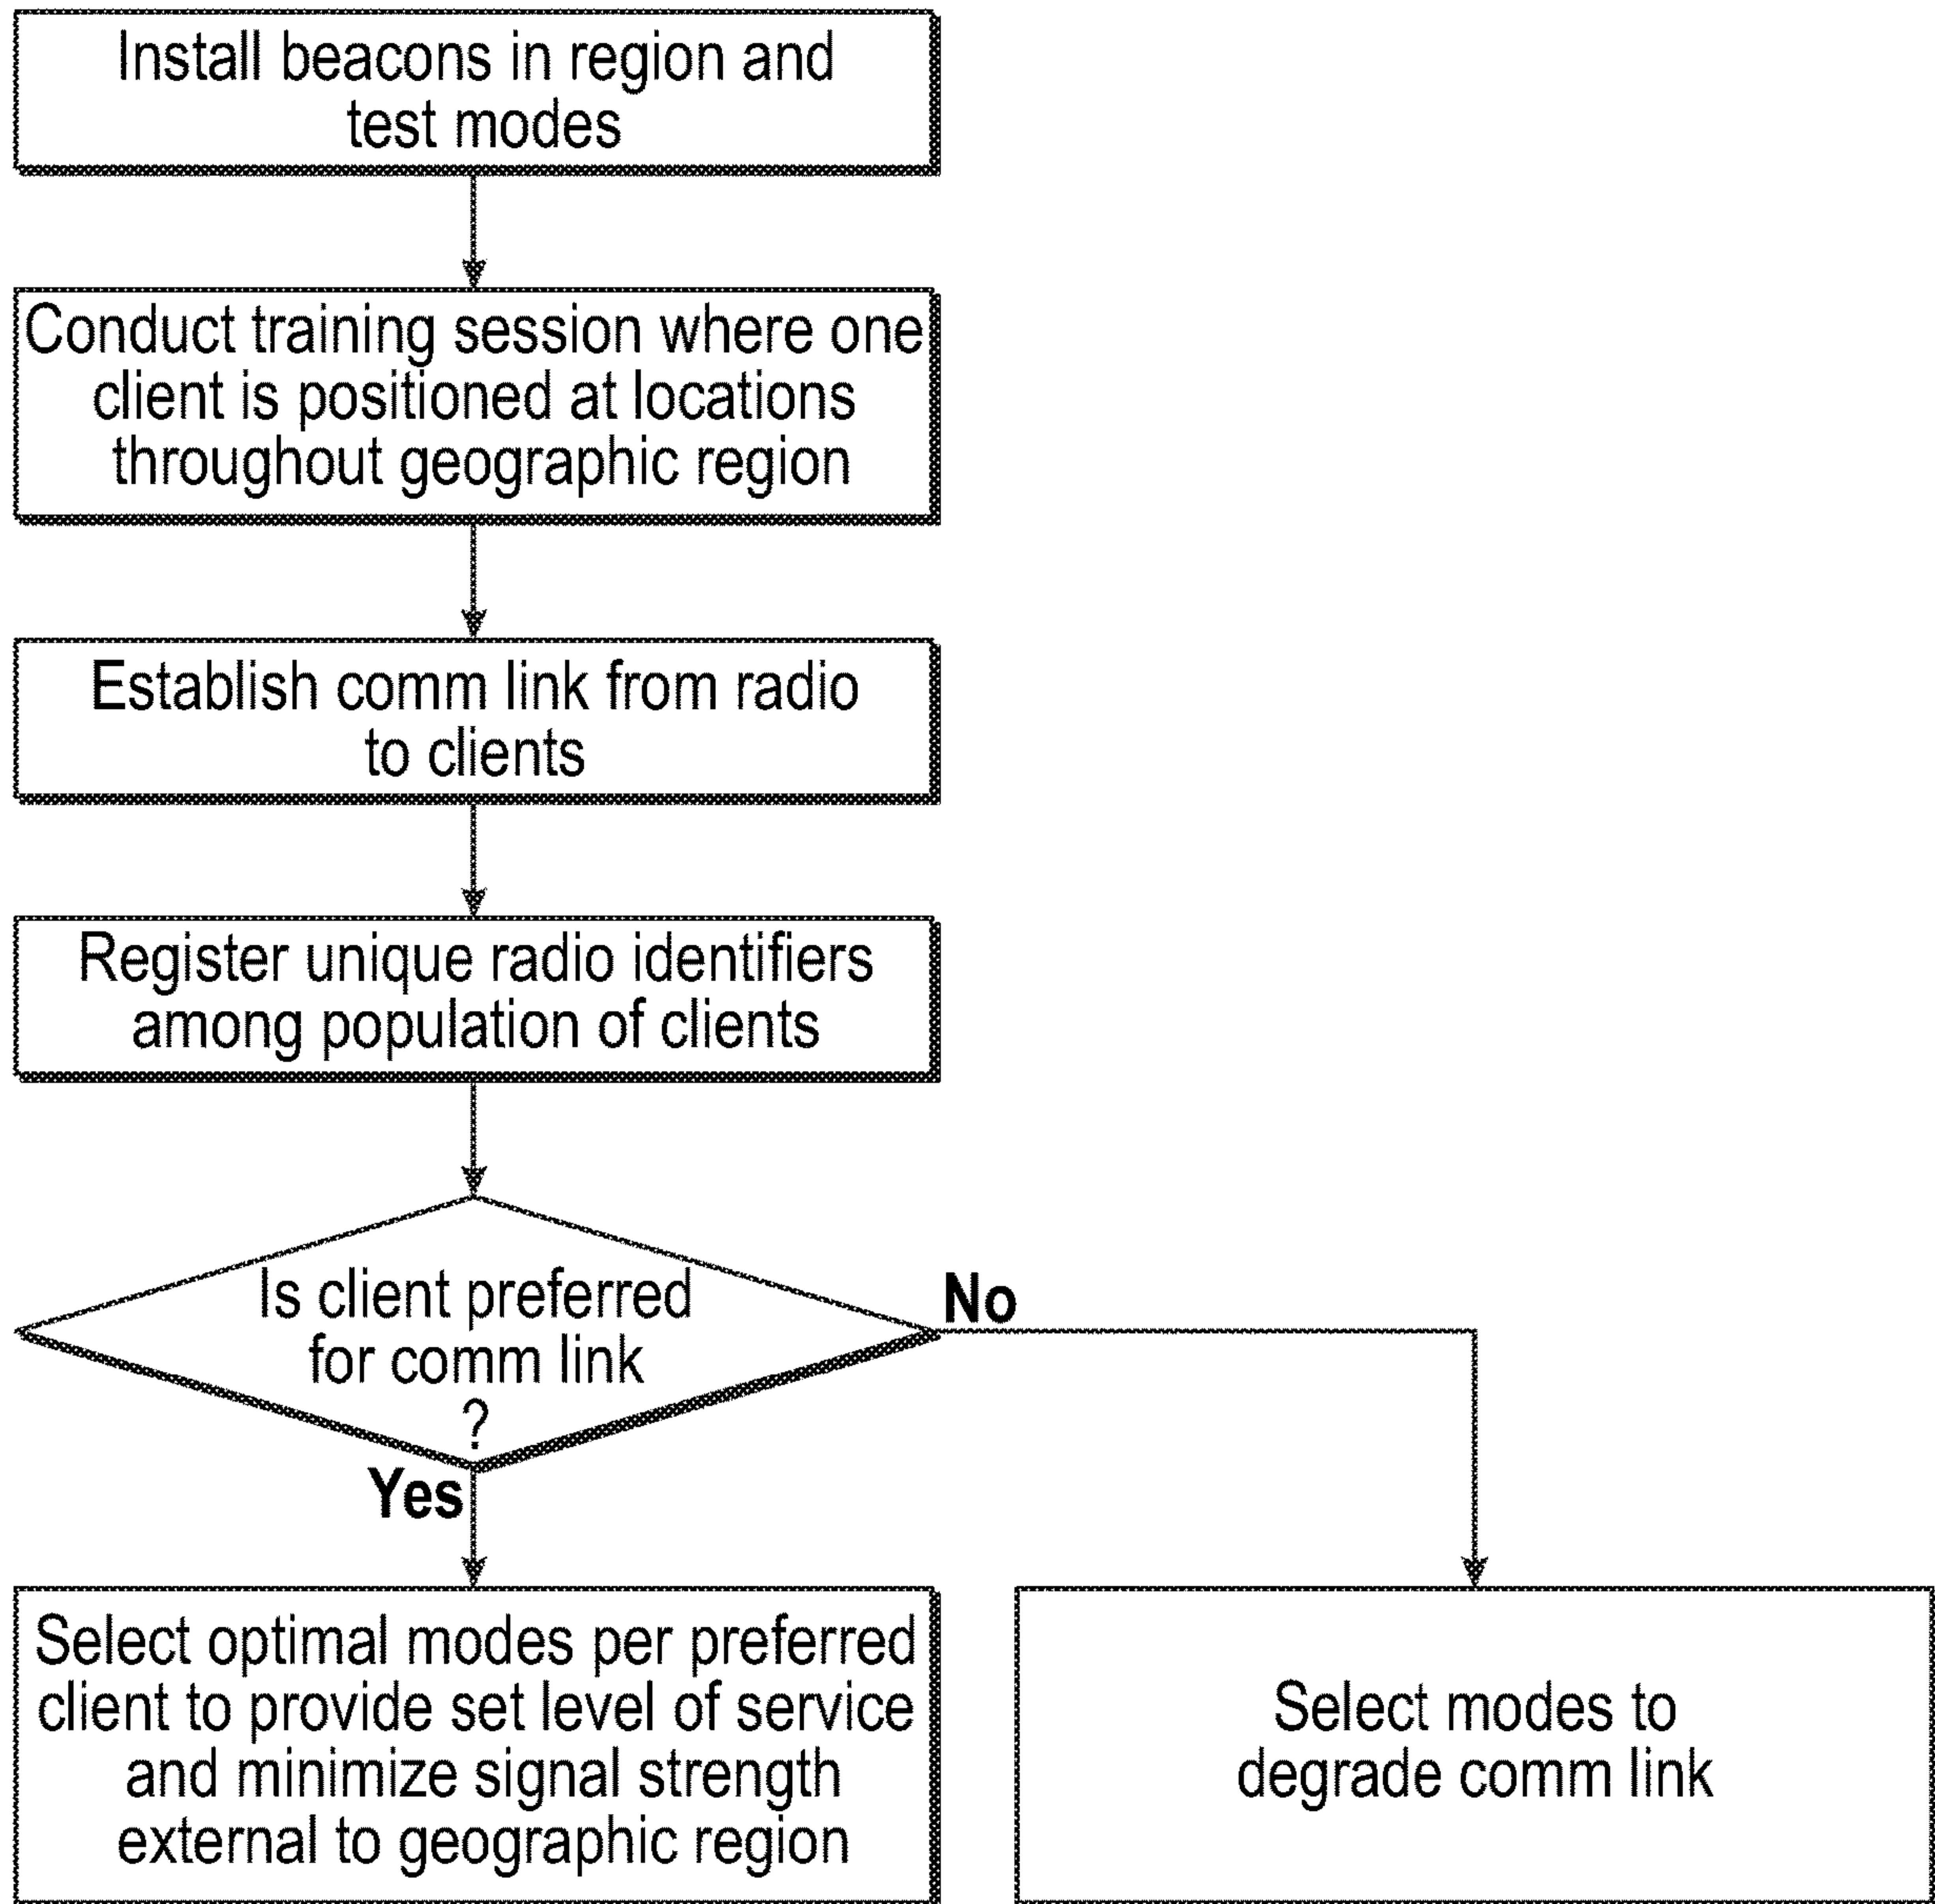 Install beacons in region and
test modes
Conduct training session where one
client is positioned at locations
throughout geographic region
Establish comm link from radio
to clients
Register unique radio identifiers
among population of clients
Is client preferred
for comm link
?
No
Yes
Select optimal modes per preferred
client to provide set level of service
and minimize signal strength
external to geographic region
Select modes to
degrade comm link